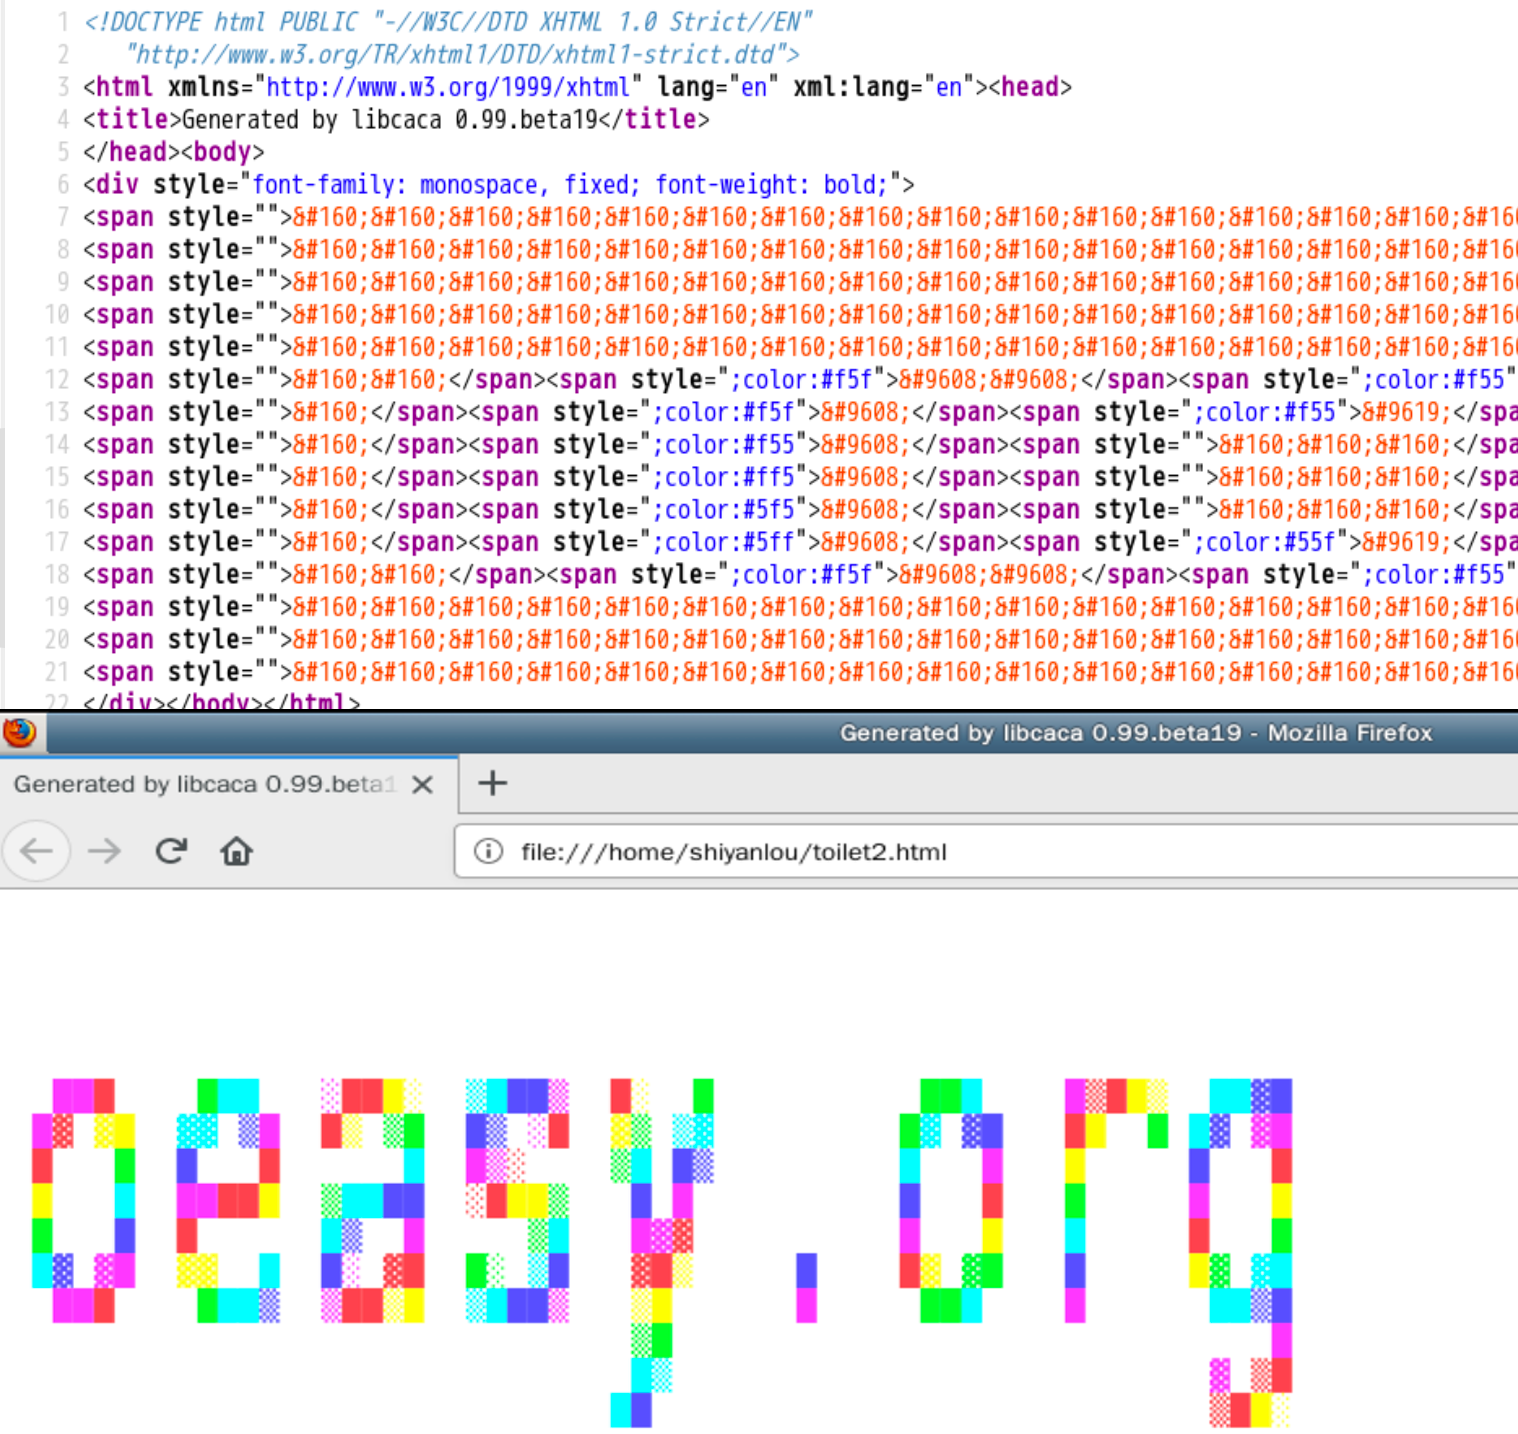 1 <!DOCTYPE html PUBLIC "-//W3C//DTD XHTML 1.0 Strict//EN"
2 "http://www.w3.org/TR/xhtml1/DTD/xhtml1-strict.dtd">
3 <html xmlns="http://www.w3.org/1999/xhtml" lang="en" xml:lang="en"><head>
4 <title>Generated by libcaca 0.99.beta19</title>
5 </head><body>
6 <div style="font-family: monospace, fixed; font-weight: bold;">
7 <span style="">&#160;&#160;&#160;&#160;&#160;&#160;&#160;&#160;&#160;&#160;&#160;&#160;&#160;&#160;&#160;&#16
8 <span style="">&#160;&#160;&#160;&#160;&#160;&#160;&#160;&#160;&#160;&#160;&#160;&#160;&#160;&#160;&#160;&#16
9 <span style="">&#160;&#160;&#160;&#160;&#160;&#160;&#160;&#160;&#160;&#160;&#160;&#160;&#160;&#160;&#160;&#16
10 <span style="">&#160;&#160;&#160;&#160;&#160;&#160;&#160;&#160;&#160;&#160;&#160;&#160;&#160;&#160;&#160;&#16
11 <span style="">&#160;&#160;&#160;&#160;&#160;&#160;&#160;&#160;&#160;&#160;&#160;&#160;&#160;&#160;&#160;&#16
12 <span style="">&#160;&#160;</span><span style=";color:#f5f">&#9608;&#9608;</span><span style=";color:#f55"
13 <span style="">&#160;</span><span style=";color:#f5f">&#9608;</span><span style=";color:#f55">&#9619;</spa
14 <span style="">&#160;</span><span style=";color:#f55">&#9608;</span><span style="">&#160;&#160;&#160;</spa
15 <span style="">&#160;</span><span style=";color:#ff5">&#9608;</span><span style="">&#160;&#160;&#160;</spa
16 <span style="">&#160;</span><span style=";color:#5f5">&#9608;</span><span style="">&#160;&#160;&#160;</spa
17 <span style="">&#160;</span><span style=";color:#5ff">&#9608;</span><span style=";color:#55f">&#9619;</spa
18 <span style="">&#160;&#160;</span><span style=";color:#f5f">&#9608;&#9608;</span><span style=";color:#f55"
19 <span style="">&#160;&#160;&#160;&#160;&#160;&#160;&#160;&#160;&#160;&#160;&#160;&#160;&#160;&#160;&#160;&#16
20 <span style="">&#160;&#160;&#160;&#160;&#160;&#160;&#160;&#160;&#160;&#160;&#160;&#160;&#160;&#160;&#160;&#16
21 <span style="">&#160;&#160;&#160;&#160;&#160;&#160;&#160;&#160;&#160;&#160;&#160;&#160;&#160;&#160;&#160;&#16
22 </div></body></html>
Generated by libcaca 0.99.beta19 - Mozilla Firefox
Generated by libcaca 0.99.beta1
file:///home/shiyanlou/toilet2.html
oeasy.org